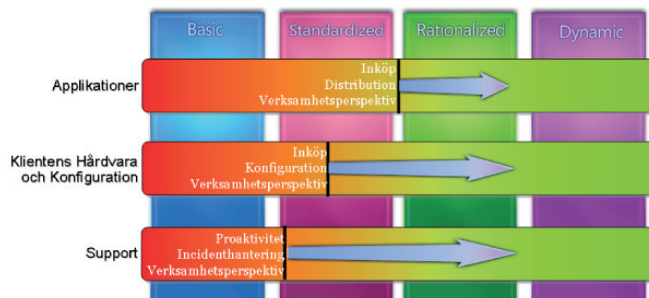 Basic Standardized Rationalized Dynamic
Applikationer
Inköp
Distribution
Verksamhetsperspektiv
Klientens Hårdvara
och Konfiguration
Inköp
Konfiguration
Verksamhetsperspektiv
Support
Proaktivitet
Incidenthantering
Verksamhetsperspektiv